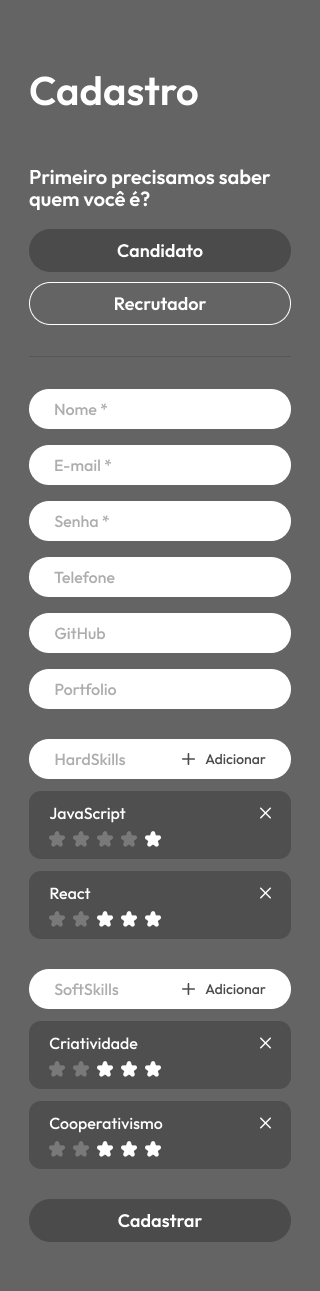 Cadastro
Primeiro precisamos saber
quem você é?
Candidato
Recrutador
Nome *
E-mail *
Senha *
Telefone
GitHub
Portfolio
HardSkills + Adicionar
JavaScript
React
SoftSkills + Adicionar
Criatividade
Cooperativismo
Cadastrar